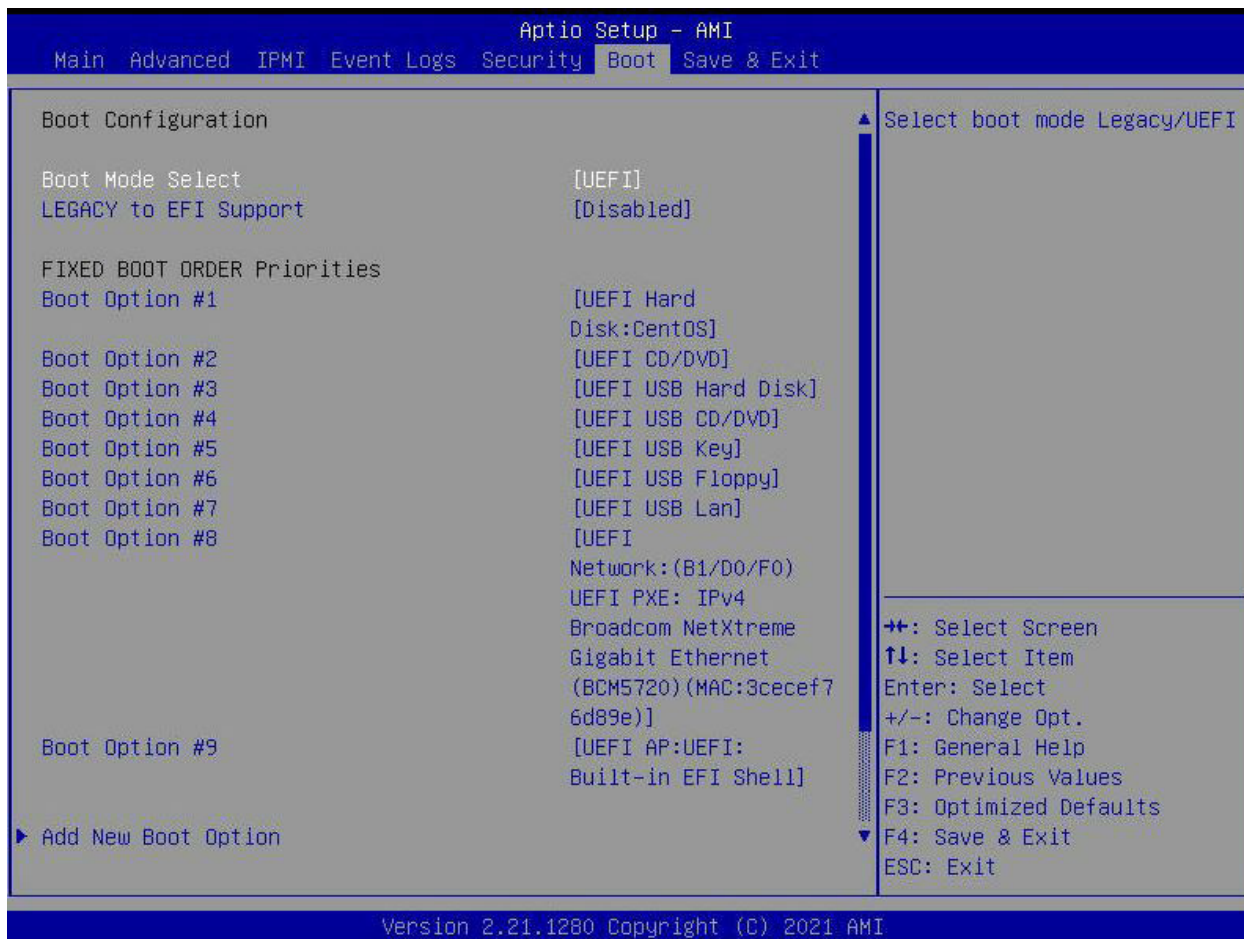 Aptio Setup – AMI
Main Advanced IPMI Event Logs Security Boot Save & Exit
Boot Configuration
Select boot mode Legacy/UEFI
Boot Mode Select [UEFI]
LEGACY to EFI Support [Disabled]
FIXED BOOT ORDER Priorities
Boot Option #1 [UEFI Hard
Disk:CentOS]
Boot Option #2 [UEFI CD/DVD]
Boot Option #3 [UEFI USB Hard Disk]
Boot Option #4 [UEFI USB CD/DVD]
Boot Option #5 [UEFI USB Key]
Boot Option #6 [UEFI USB Floppy]
Boot Option #7 [UEFI USB Lan]
Boot Option #8 [UEFI
Network:(B1/D0/F0)
UEFI PXE: IPv4
Broadcom NetXtreme
Gigabit Ethernet
(BCM5720)(MAC:3cecef7
6d89e)]
Boot Option #9 [UEFI AP:UEFI:
Built-in EFI Shell]
Add New Boot Option
→←: Select Screen
↑↓: Select Item
Enter: Select
+/-: Change Opt.
F1: General Help
F2: Previous Values
F3: Optimized Defaults
F4: Save & Exit
ESC: Exit
Version 2.21.1280 Copyright (C) 2021 AMI